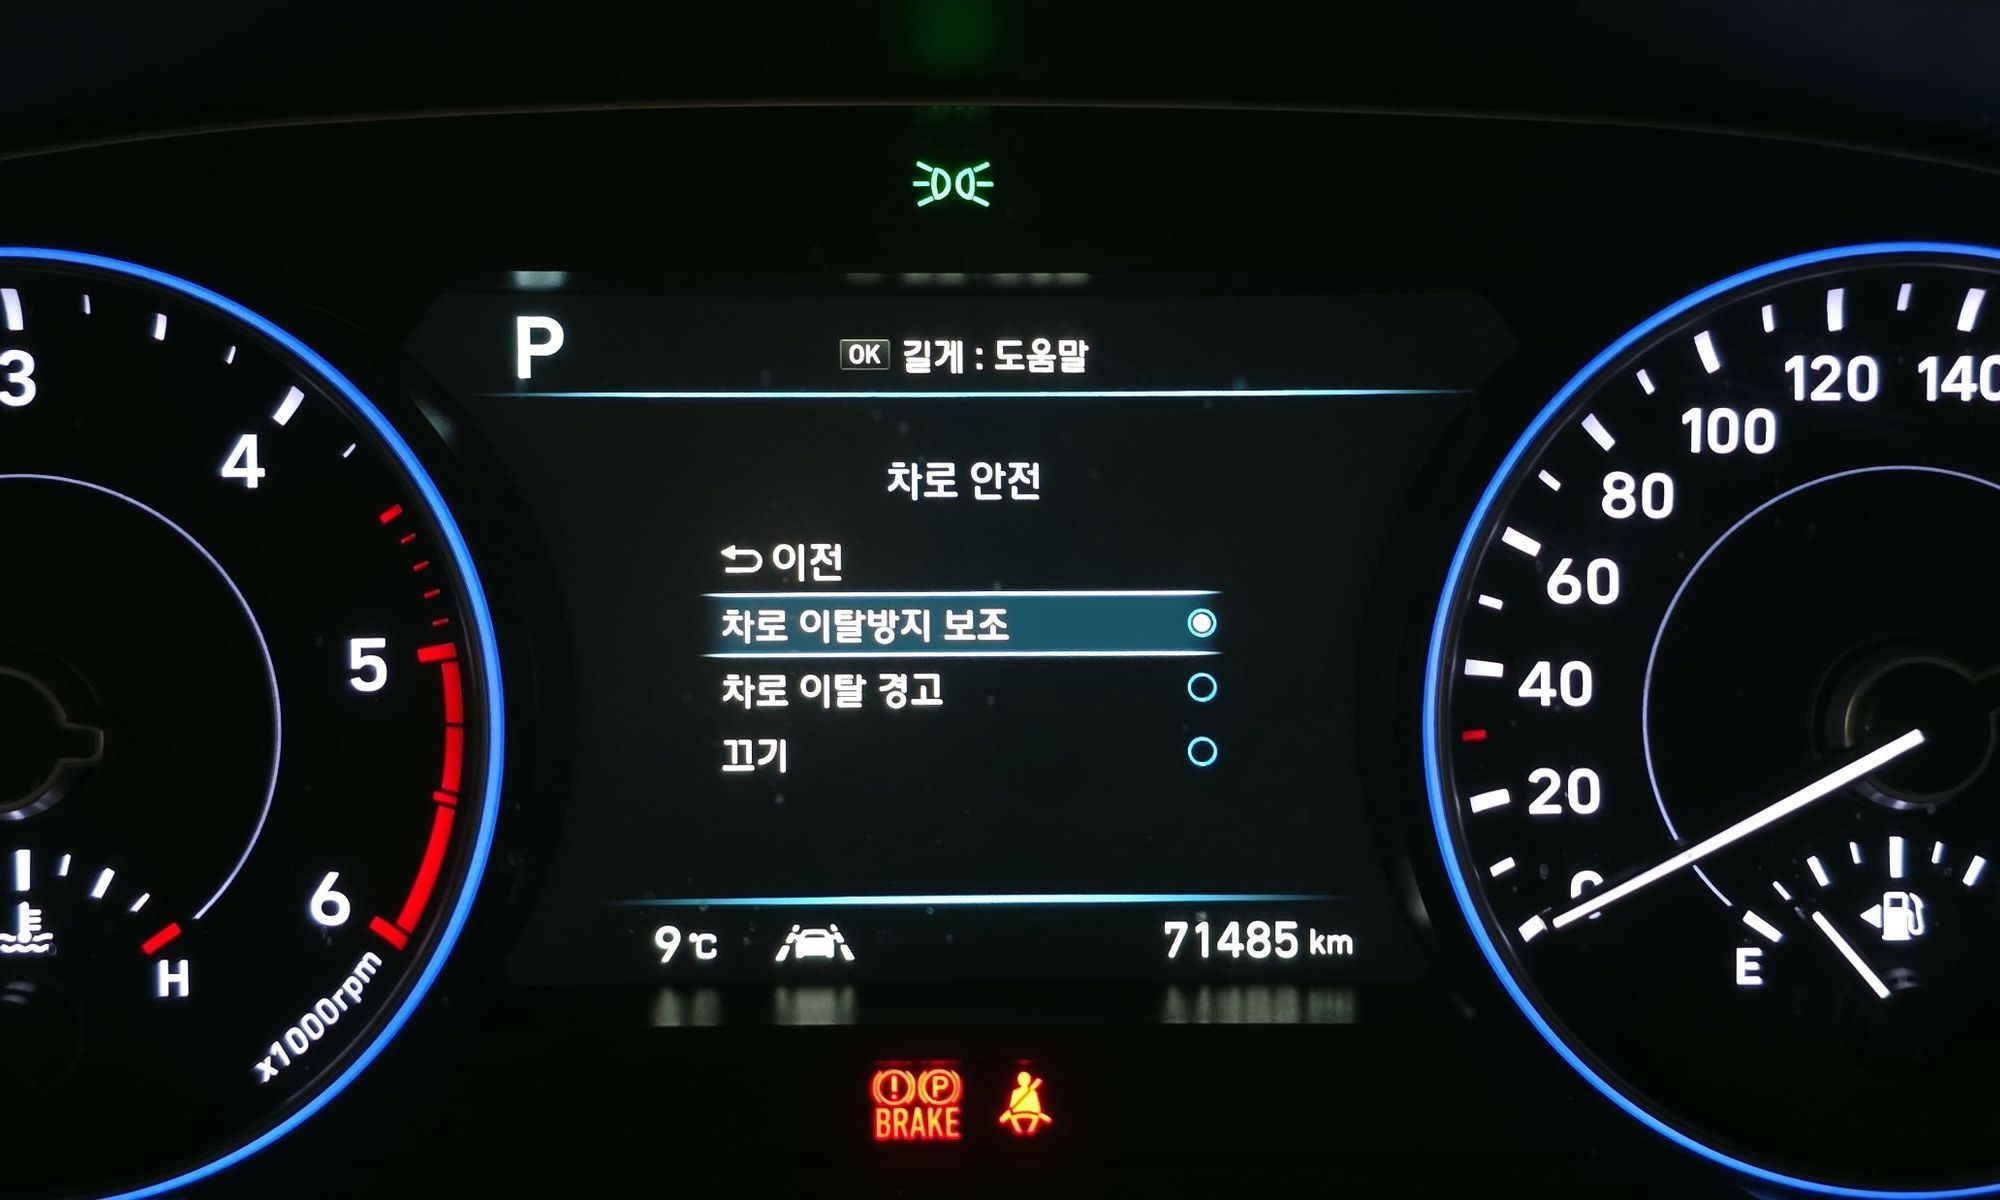 P
OK 길게 : 도움말
차로 안전
이전
차로 이탈방지 보조
차로 이탈 경고
끄기
9 ℃
71485 km
3
4
5
6
x1000rpm
H
140
120
100
80
60
40
20
0
E
P
BRAKE